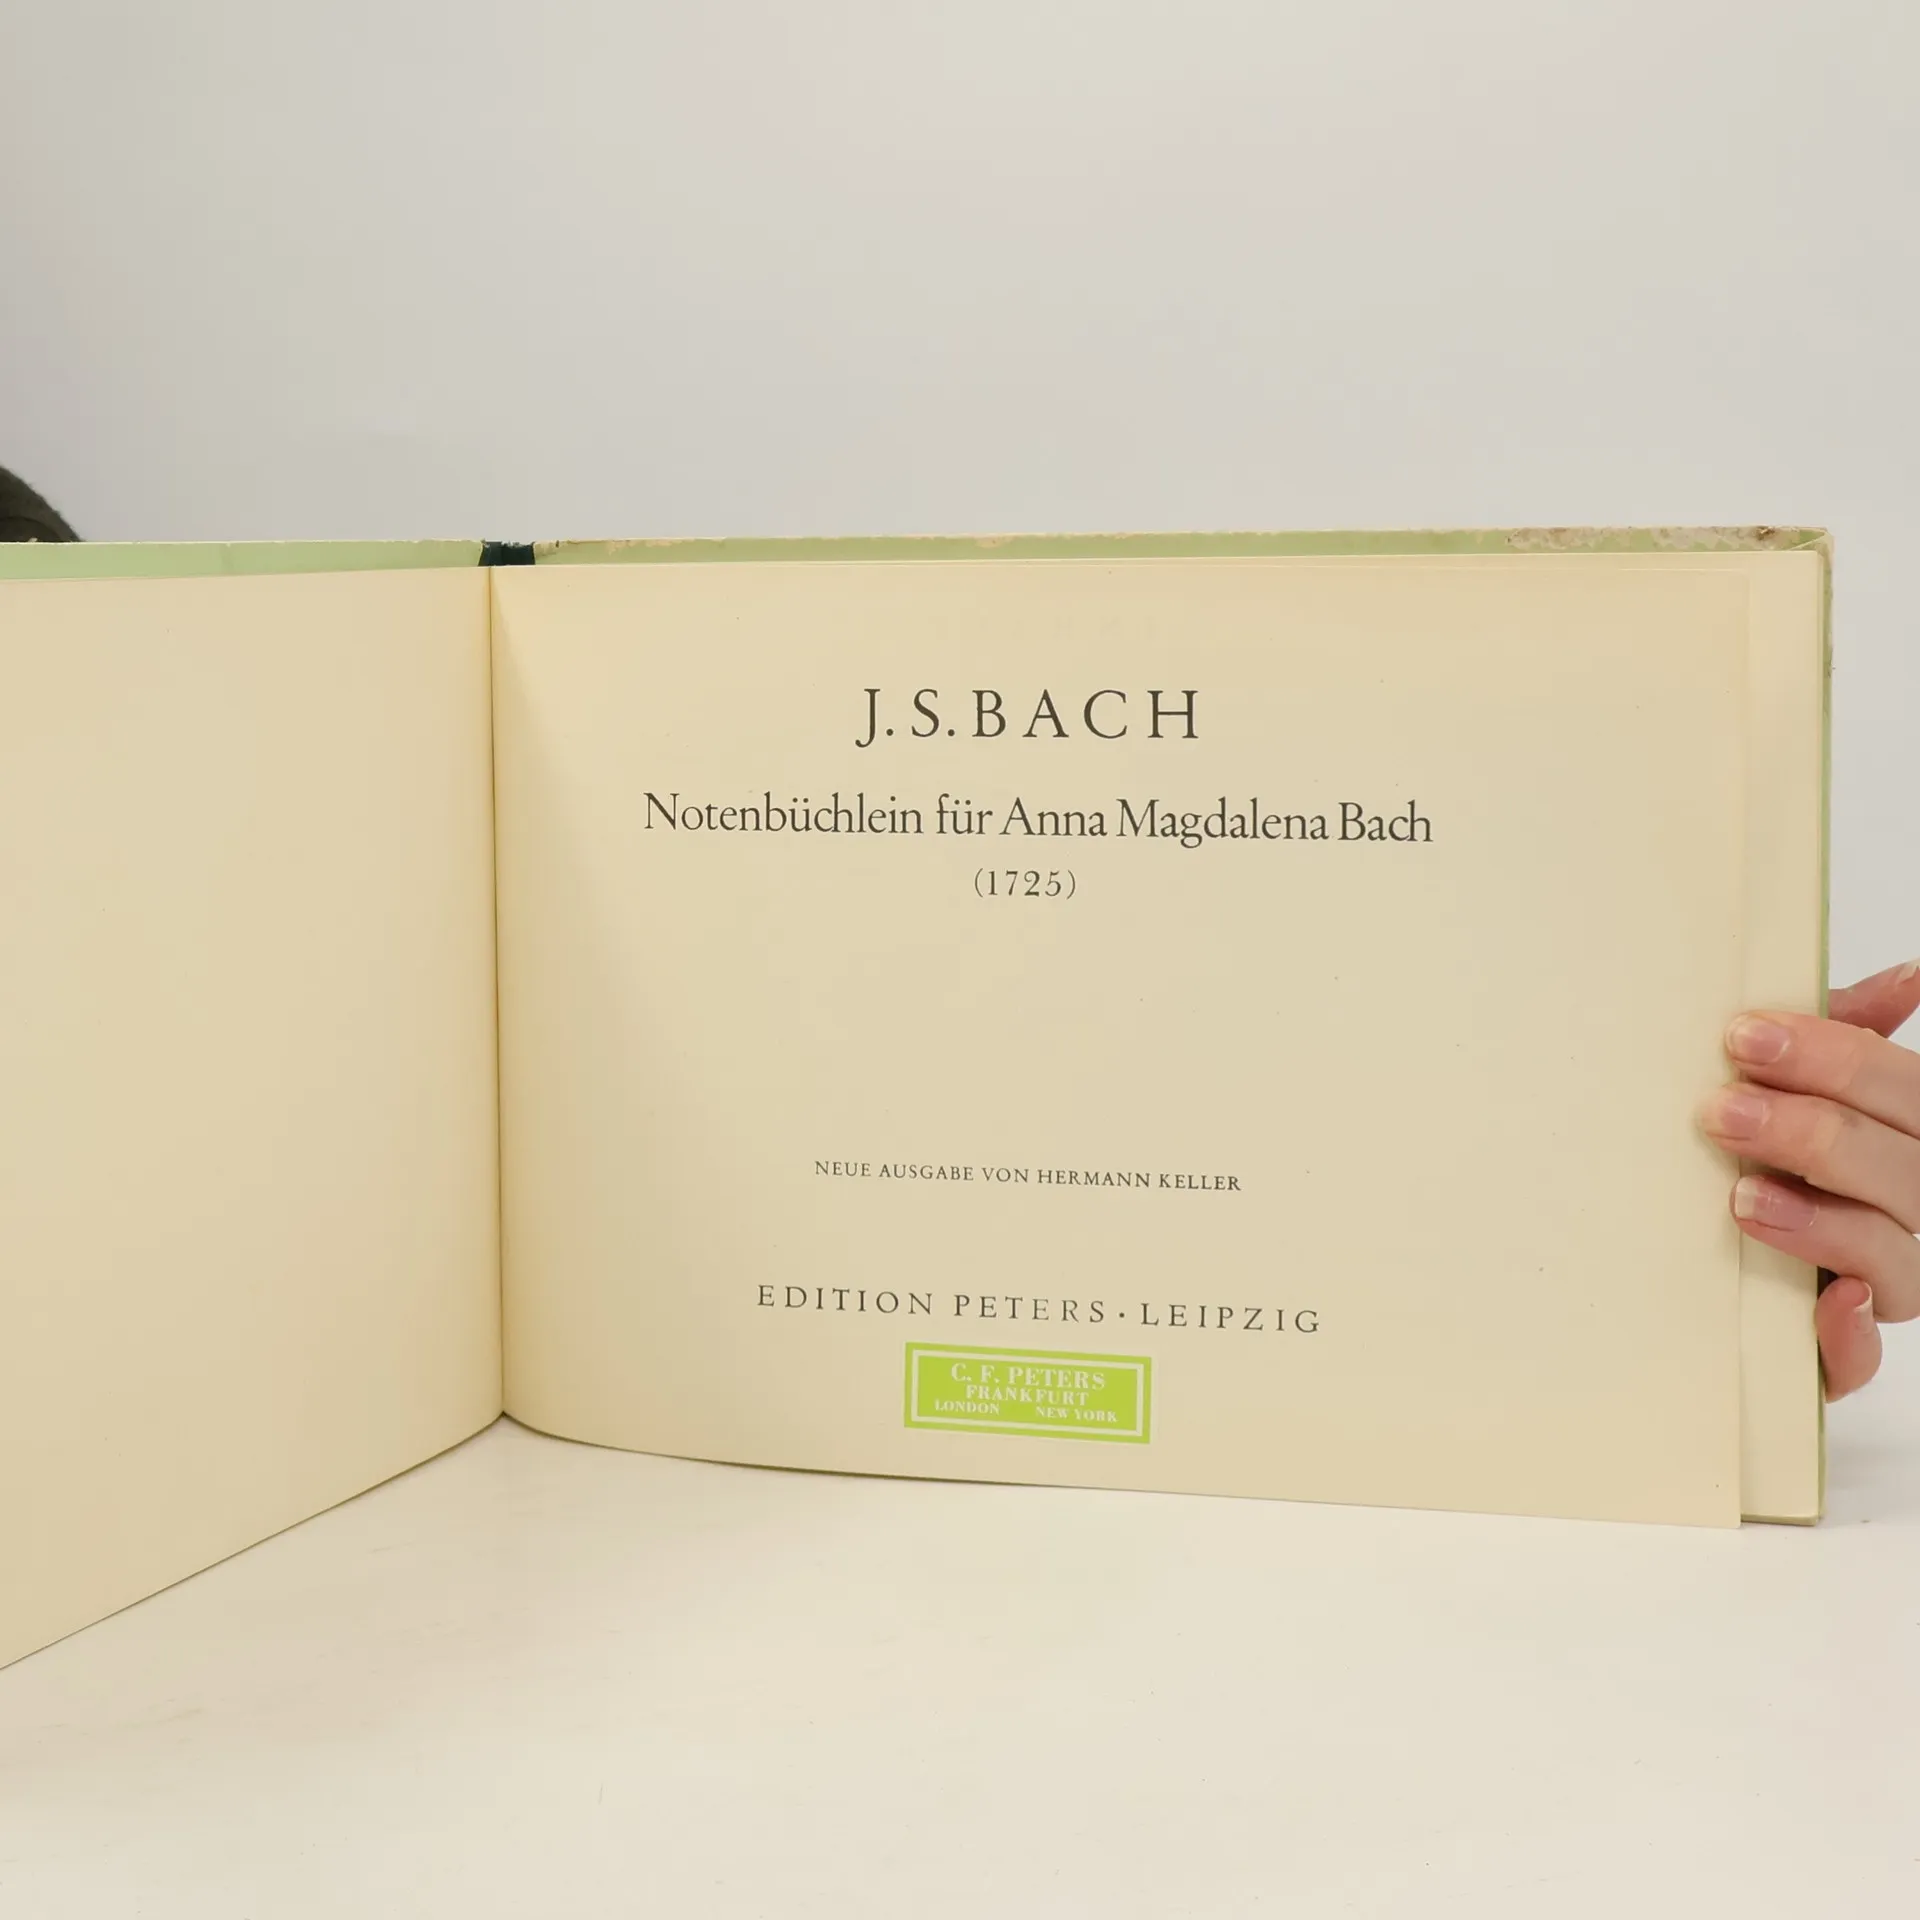 J. S. BACH
Notenbüchlein für Anna Magdalena Bach
(1725)
NEUE AUSGABE VON HERMANN KELLER
EDITION PETERS · LEIPZIG
C. F. PETERS
FRANKFURT
LONDON NEW YORK